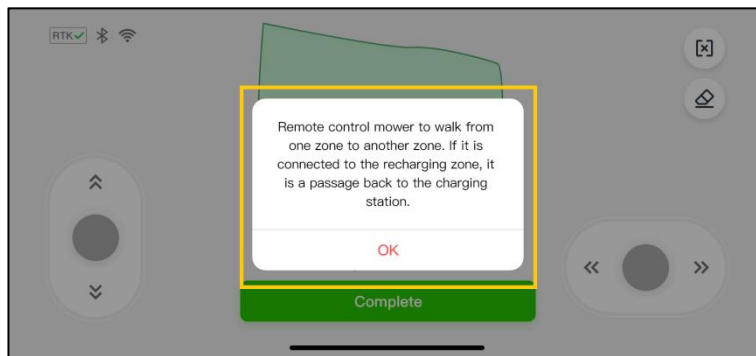 RTK
Remote control mower to walk from
one zone to another zone. If it is
connected to the recharging zone, it
is a passage back to the charging
station.
OK
Complete